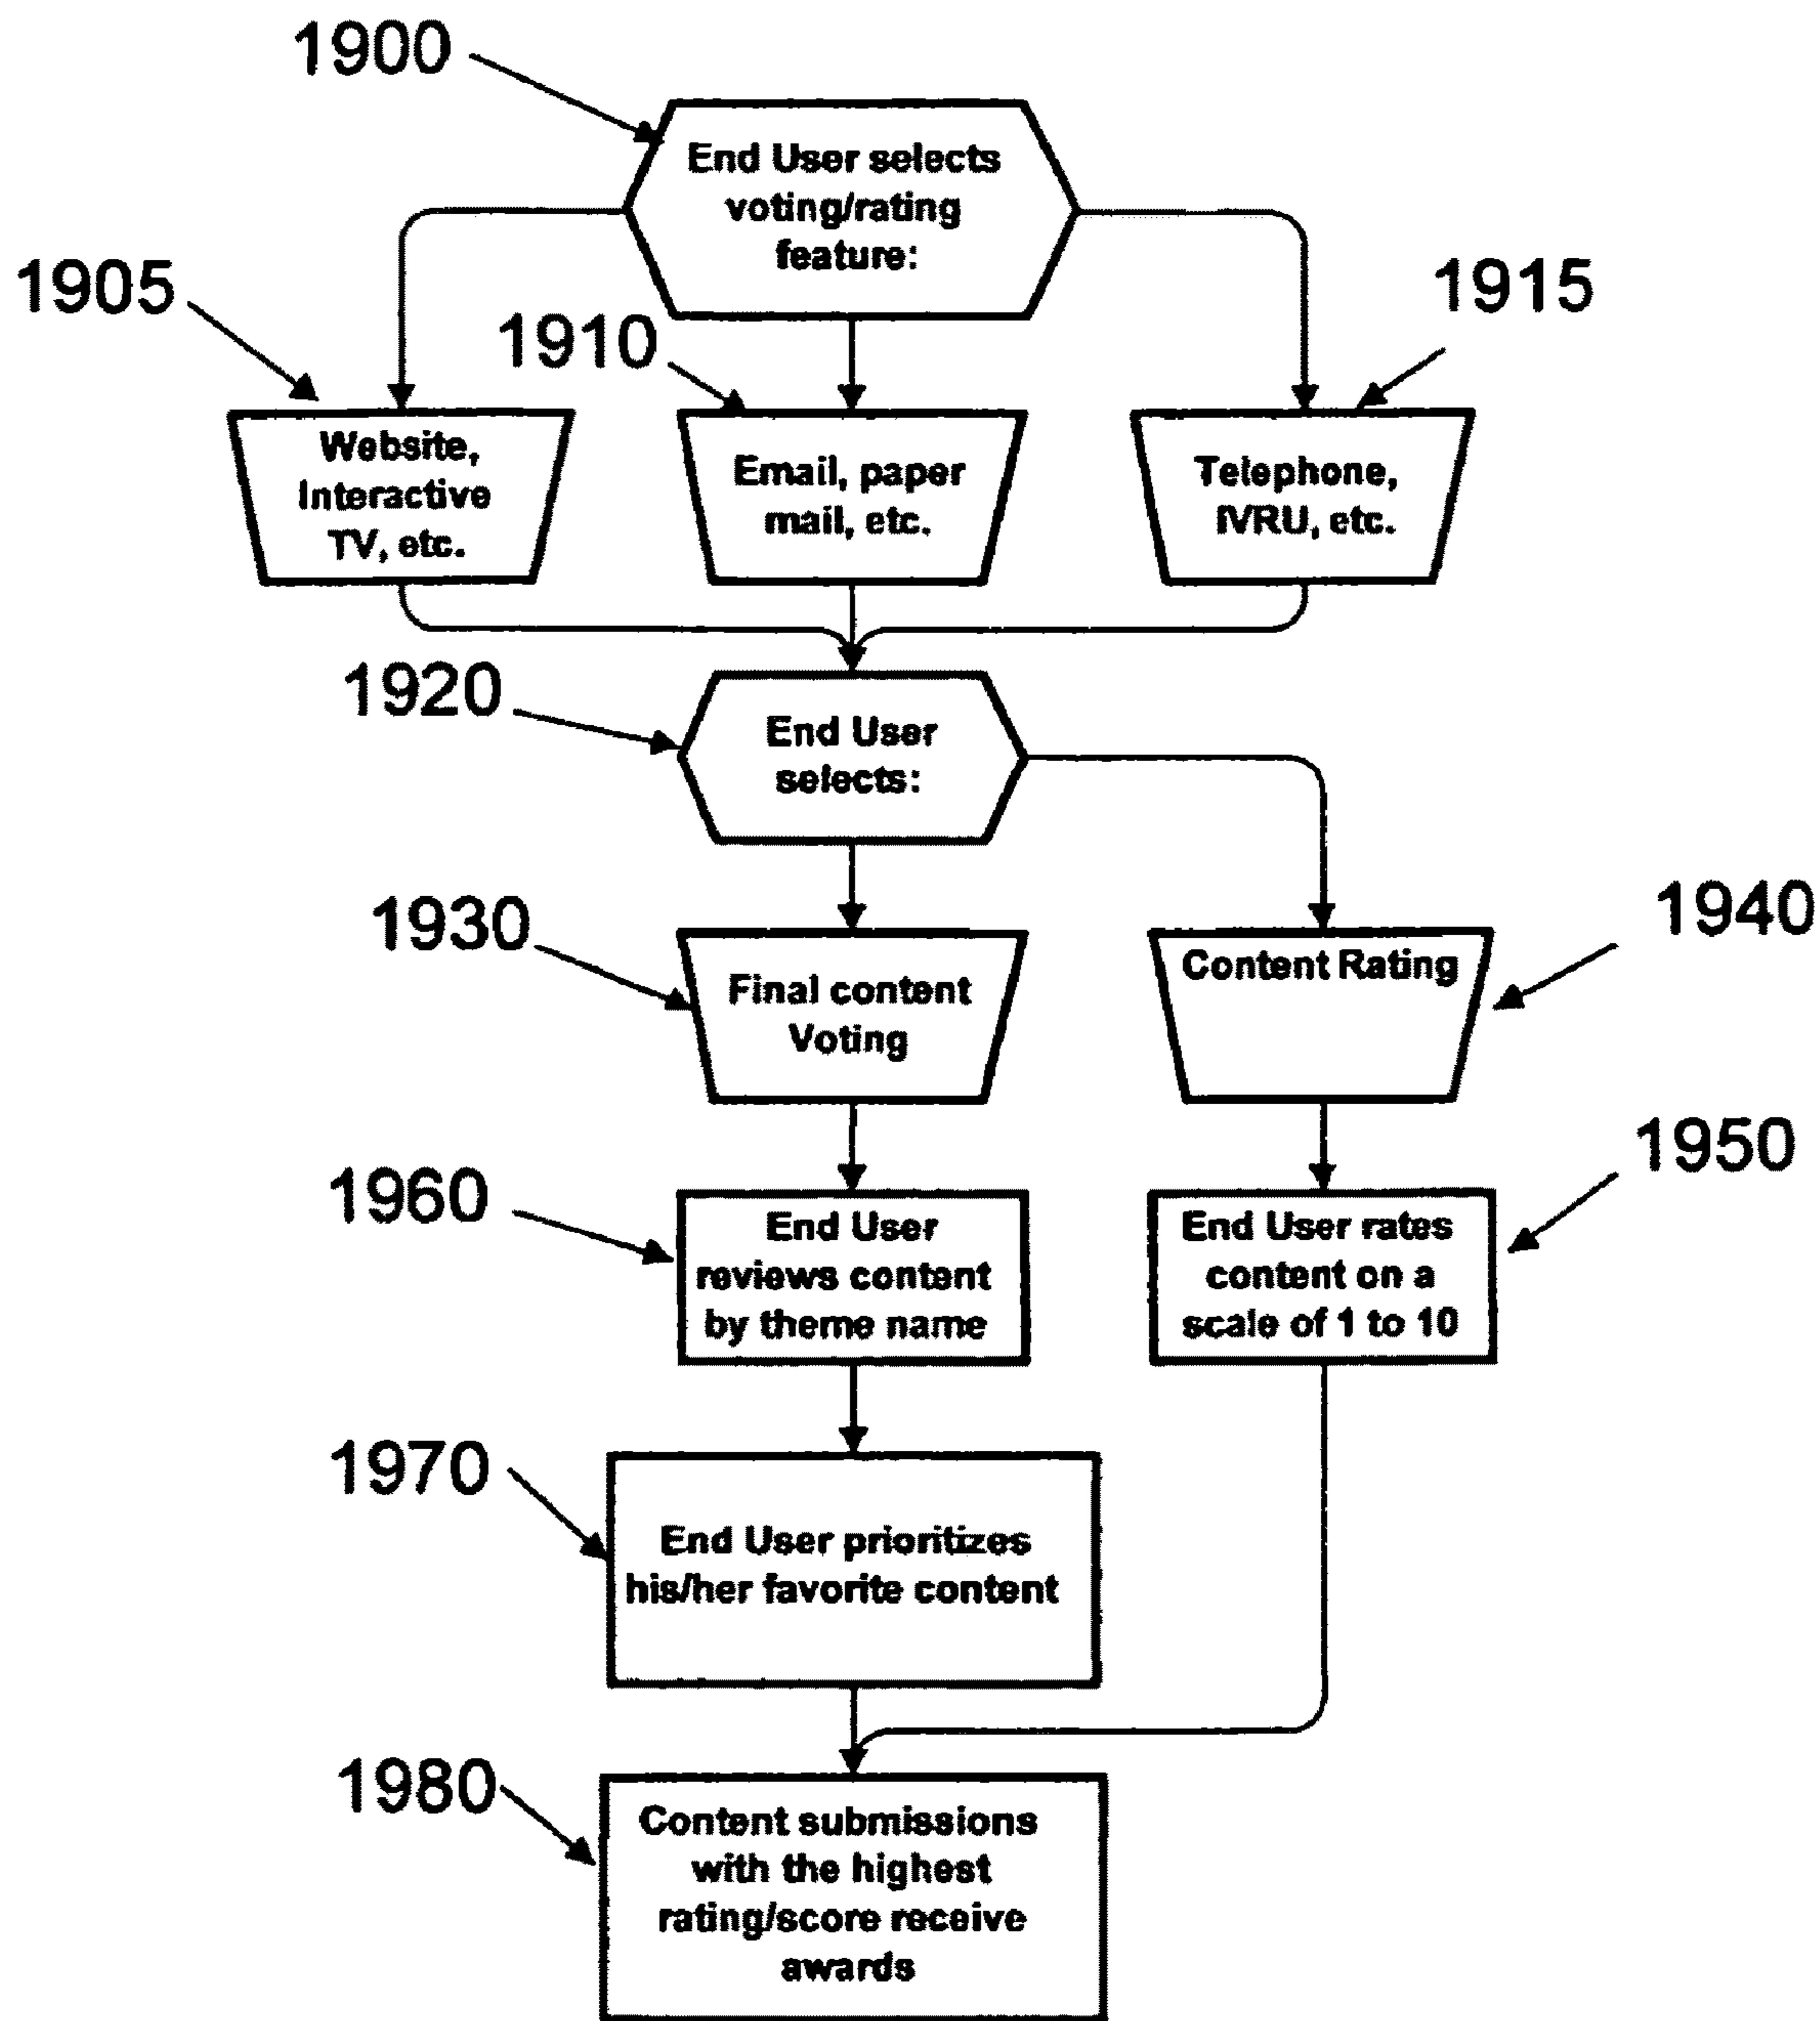 1900
End User selects
voting/rating
feature:
1905
1910
1915
Website,
Interactive
TV, etc.
Email, paper
mail, etc.
Telephone,
IVRU, etc.
1920
End User
selects:
1930
1940
Final content
Voting
Content Rating
1960
1950
End User
reviews content
by theme name
End User rates
content on a
scale of 1 to 10
1970
End User prioritizes
his/her favorite content
1980
Content submissions
with the highest
rating/score receive
awards